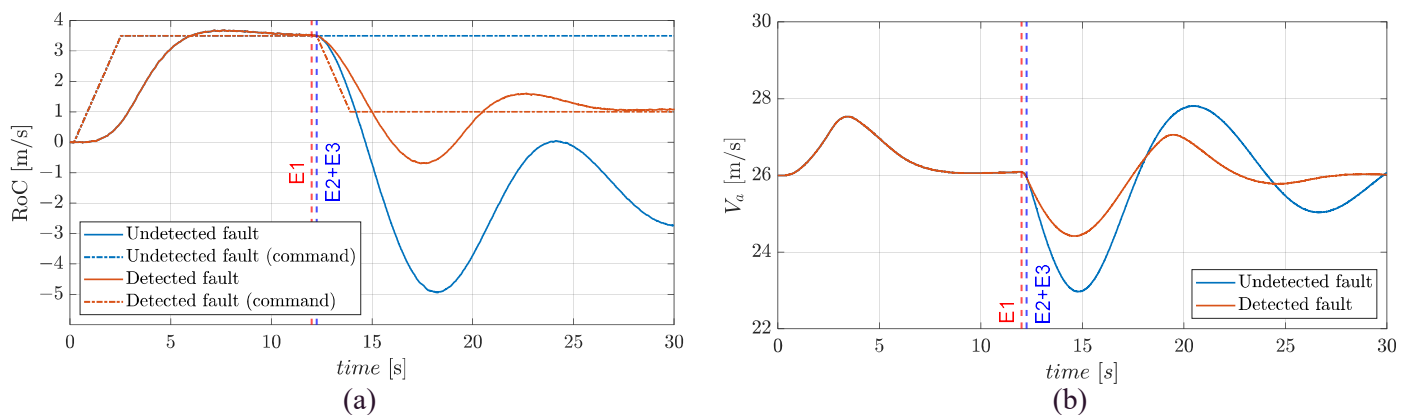 4
3
2
1
0
−1
−2
−3
−4
−5
RoC [m/s]
E1
E2+E3
Undetected fault
Undetected fault (command)
Detected fault
Detected fault (command)
0 5 10 15 20 25 30
time [s]
(a)
30
28
26
24
22
V_a [m/s]
E1
E2+E3
Undetected fault
Detected fault
0 5 10 15 20 25 30
time [s]
(b)